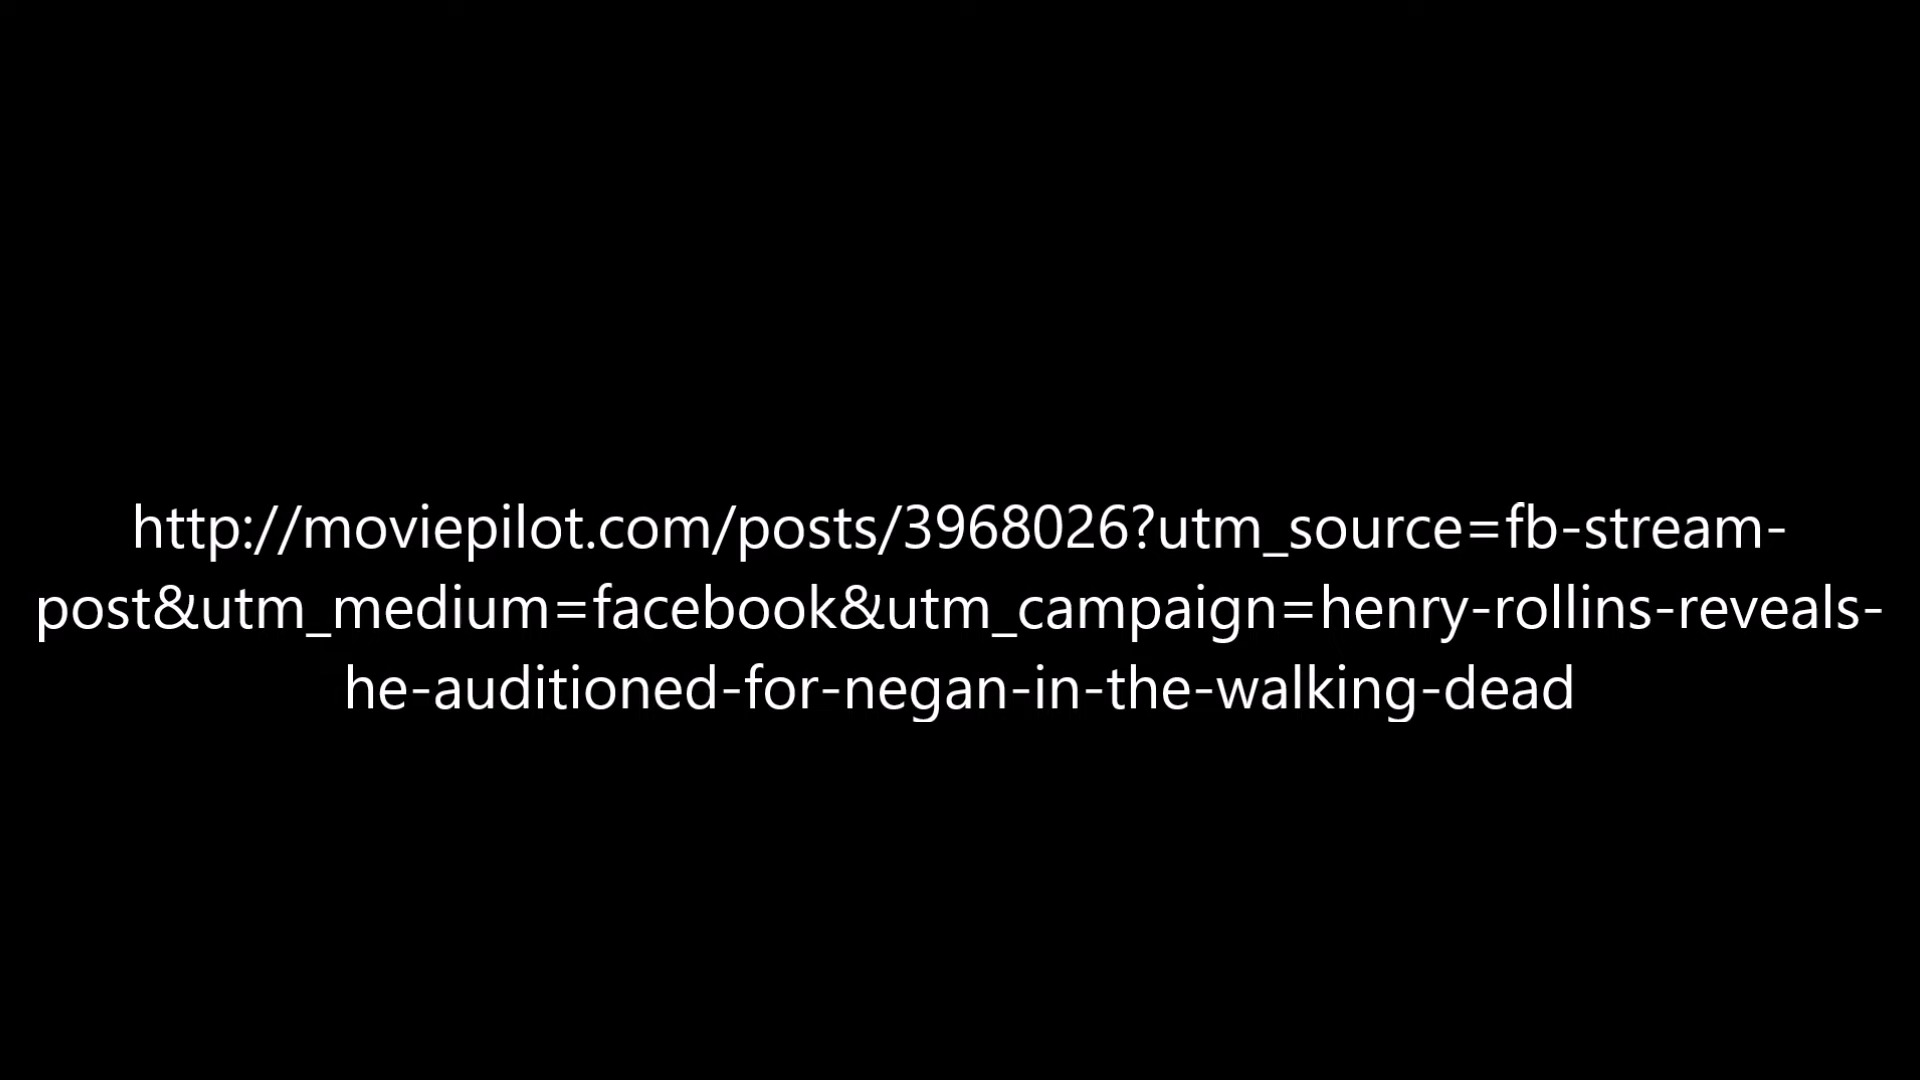 http://moviepilot.com/posts/3968026?utm_source=fb-stream-
post&utm_medium=facebook&utm_campaign=henry-rollins-reveals-
he-auditioned-for-negan-in-the-walking-dead